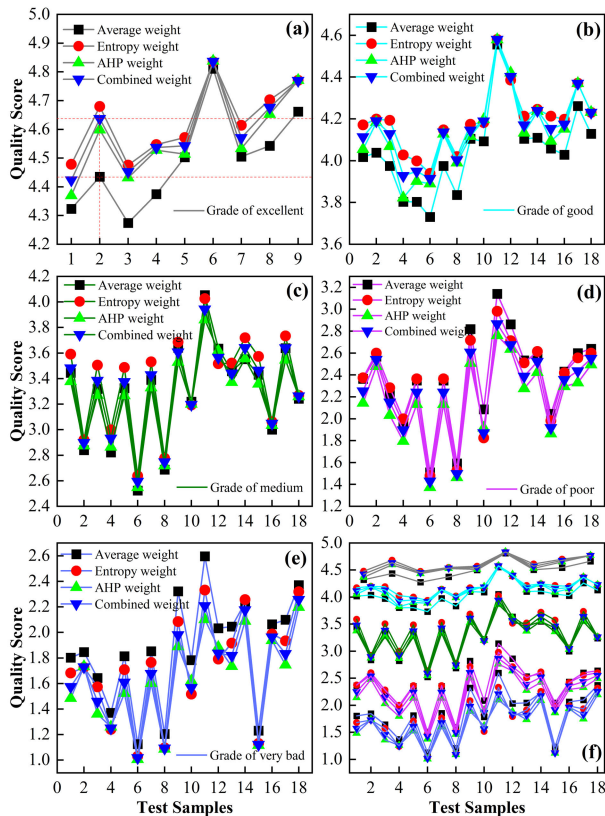 (a)
Average weight
Entropy weight
AHP weight
Combined weight
Grade of excellent
Quality Score
5.0
4.9
4.8
4.7
4.6
4.5
4.4
4.3
4.2
1 2 3 4 5 6 7 8 9
(b)
Average weight
Entropy weight
AHP weight
Combined weight
Grade of good
4.6
4.4
4.2
4.0
3.8
3.6
0 2 4 6 8 10 12 14 16 18
(c)
Average weight
Entropy weight
AHP weight
Combined weight
Grade of medium
Quality Score
4.2
4.0
3.8
3.6
3.4
3.2
3.0
2.8
2.6
2.4
0 2 4 6 8 10 12 14 16 18
(d)
Average weight
Entropy weight
AHP weight
Combined weight
Grade of poor
3.2
3.0
2.8
2.6
2.4
2.2
2.0
1.8
1.6
1.4
1.2
0 2 4 6 8 10 12 14 16 18
(e)
Average weight
Entropy weight
AHP weight
Combined weight
Grade of very bad
Quality Score
2.6
2.4
2.2
2.0
1.8
1.6
1.4
1.2
1.0
0 2 4 6 8 10 12 14 16 18
Test Samples
(f)
5.0
4.5
4.0
3.5
3.0
2.5
2.0
1.5
1.0
0 2 4 6 8 10 12 14 16 18
Test Samples